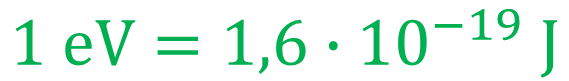 1 eV = 1,6 · 10⁻¹⁹ J